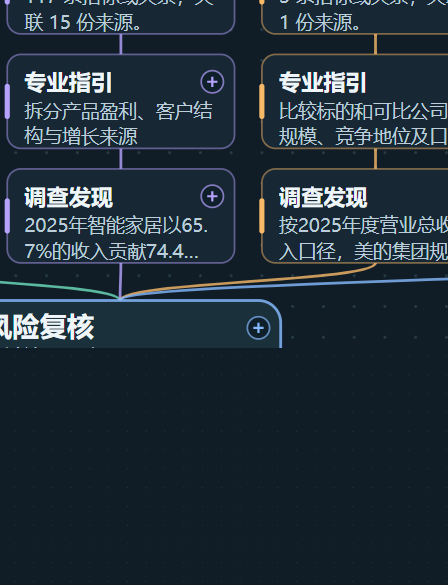 联 15 份来源。
1 份来源。
专业指引
拆分产品盈利、客户结
构与增长来源
专业指引
比较标的和可比公司
规模、竞争地位及口
调查发现
2025年智能家居以65.
7%的收入贡献74.4...
调查发现
按2025年度营业总收
入口径，美的集团规
风险复核